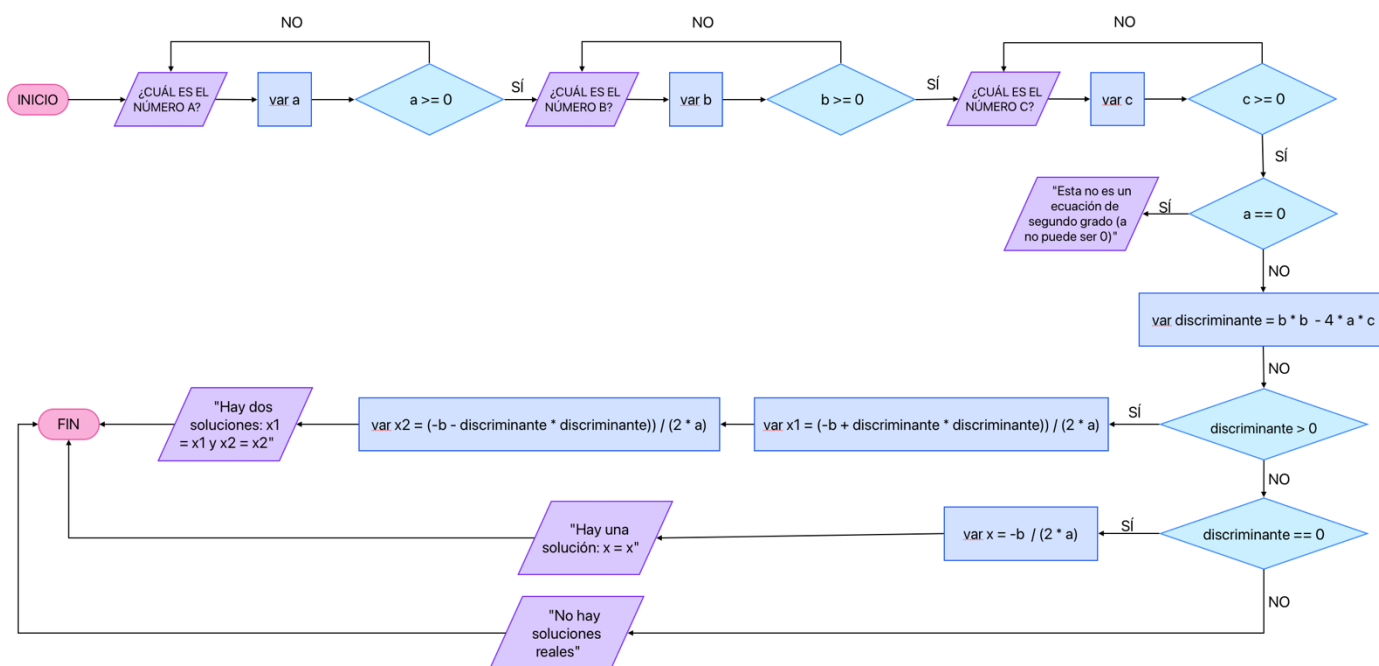 NO
NO
NO
INICIO
¿CUÁL ES EL
NÚMERO A?
var a
a >= 0
SÍ
¿CUÁL ES EL
NÚMERO B?
var b
b >= 0
SÍ
¿CUÁL ES EL
NÚMERO C?
var c
c >= 0
SÍ
"Esta no es un
ecuación de
segundo grado (a
no puede ser 0)"
SÍ
a == 0
NO
var discriminante = b * b - 4 * a * c
NO
FIN
"Hay dos
soluciones: x1
= x1 y x2 = x2"
var x2 = (-b - discriminante * discriminante)) / (2 * a)
var x1 = (-b + discriminante * discriminante)) / (2 * a)
SÍ
discriminante > 0
NO
"Hay una
solución: x = x"
var x = -b / (2 * a)
SÍ
discriminante == 0
NO
"No hay
soluciones
reales"